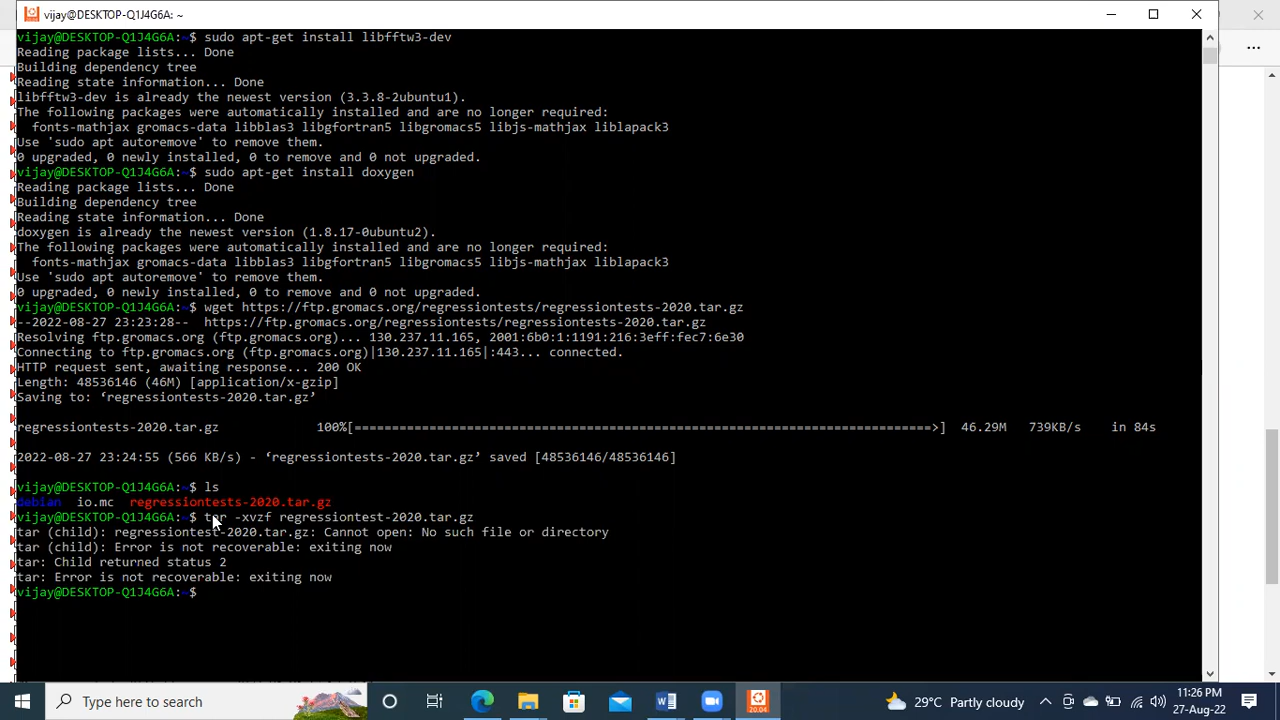 vijay@DESKTOP-Q1J4G6A: ~
vijay@DESKTOP-Q1J4G6A:~$ sudo apt-get install libfftw3-dev
Reading package lists... Done
Building dependency tree
Reading state information... Done
libfftw3-dev is already the newest version (3.3.8-2ubuntu1).
The following packages were automatically installed and are no longer required:
  fonts-mathjax gromacs-data libblas3 libgfortran5 libgromacs5 libjs-mathjax liblapack3
Use 'sudo apt autoremove' to remove them.
0 upgraded, 0 newly installed, 0 to remove and 0 not upgraded.
vijay@DESKTOP-Q1J4G6A:~$ sudo apt-get install doxygen
Reading package lists... Done
Building dependency tree
Reading state information... Done
doxygen is already the newest version (1.8.17-0ubuntu2).
The following packages were automatically installed and are no longer required:
  fonts-mathjax gromacs-data libblas3 libgfortran5 libgromacs5 libjs-mathjax liblapack3
Use 'sudo apt autoremove' to remove them.
0 upgraded, 0 newly installed, 0 to remove and 0 not upgraded.
vijay@DESKTOP-Q1J4G6A:~$ wget https://ftp.gromacs.org/regressiontests/regressiontests-2020.tar.gz
--2022-08-27 23:23:28--  https://ftp.gromacs.org/regressiontests/regressiontests-2020.tar.gz
Resolving ftp.gromacs.org (ftp.gromacs.org)... 130.237.11.165, 2001:6b0:1:1191:216:3eff:fec7:6e30
Connecting to ftp.gromacs.org (ftp.gromacs.org)|130.237.11.165|:443... connected.
HTTP request sent, awaiting response... 200 OK
Length: 48536146 (46M) [application/x-gzip]
Saving to: ‘regressiontests-2020.tar.gz’
regressiontests-2020.tar.gz 100%[=============================================================================>] 46.29M 739KB/s in 84s
2022-08-27 23:24:55 (566 KB/s) - ‘regressiontests-2020.tar.gz’ saved [48536146/48536146]
vijay@DESKTOP-Q1J4G6A:~$ ls
debian  io.mc  regressiontests-2020.tar.gz
vijay@DESKTOP-Q1J4G6A:~$ tar -xvzf regressiontest-2020.tar.gz
tar (child): regressiontest-2020.tar.gz: Cannot open: No such file or directory
tar (child): Error is not recoverable: exiting now
tar: Child returned status 2
tar: Error is not recoverable: exiting now
vijay@DESKTOP-Q1J4G6A:~$
Type here to search
20.04
29°C Partly cloudy
11:26 PM
27-Aug-22